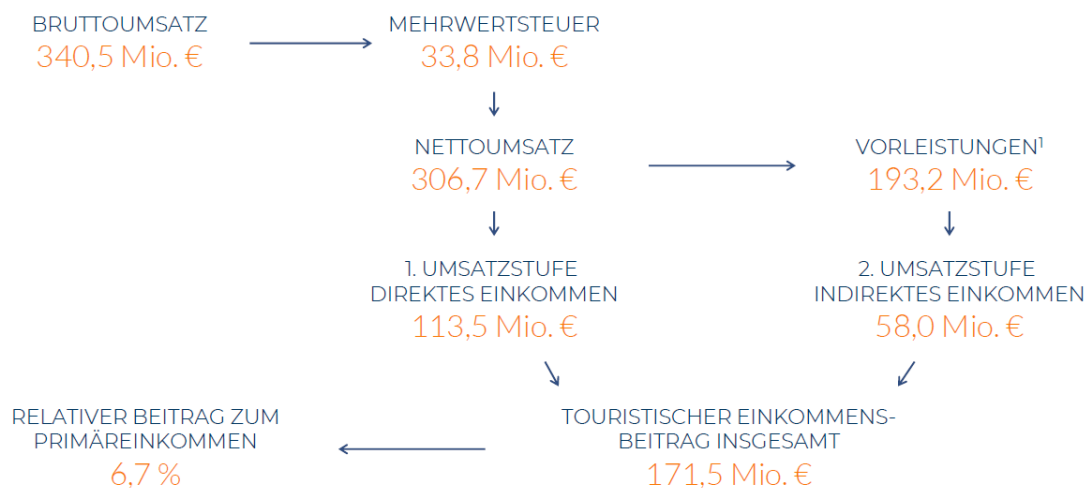 BRUTTOUMSATZ
340,5 Mio. €
MEHRWERTSTEUER
33,8 Mio. €
NETTOUMSATZ
306,7 Mio. €
VORLEISTUNGEN¹
193,2 Mio. €
1. UMSATZSTUFE
DIREKTES EINKOMMEN
113,5 Mio. €
2. UMSATZSTUFE
INDIREKTES EINKOMMEN
58,0 Mio. €
RELATIVER BEITRAG ZUM
PRIMÄREINKOMMEN
6,7 %
TOURISTISCHER EINKOMMENS-
BEITRAG INSGESAMT
171,5 Mio. €